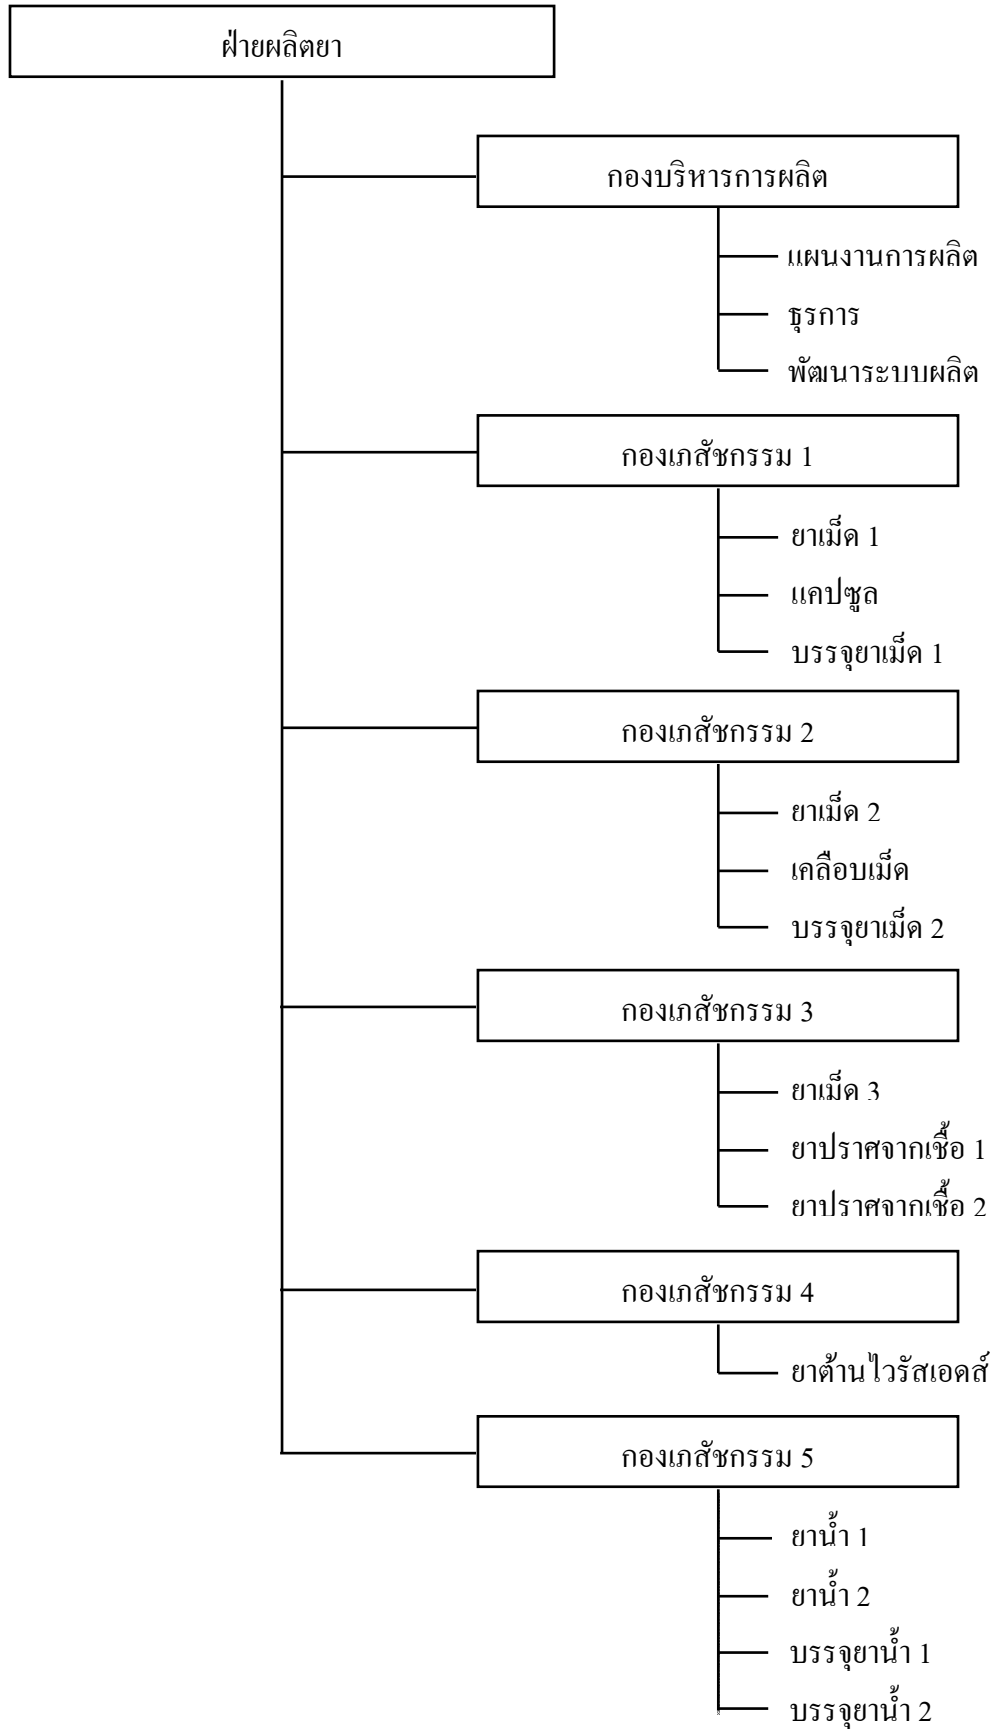 ฝ่ายผลิตยา
กองบริหารการผลิต
แผนงานการผลิต
ธุรการ
พัฒนาระบบผลิต
กองเภสัชกรรม 1
ยาเม็ด 1
แคปซูล
บรรจุยาเม็ด 1
กองเภสัชกรรม 2
ยาเม็ด 2
เคลือบเม็ด
บรรจุยาเม็ด 2
กองเภสัชกรรม 3
ยาเม็ด 3
ยาปราศจากเชื้อ 1
ยาปราศจากเชื้อ 2
กองเภสัชกรรม 4
ยาต้านไวรัสเอดส์
กองเภสัชกรรม 5
ยาน้ำ 1
ยาน้ำ 2
บรรจุยาน้ำ 1
บรรจุยาน้ำ 2